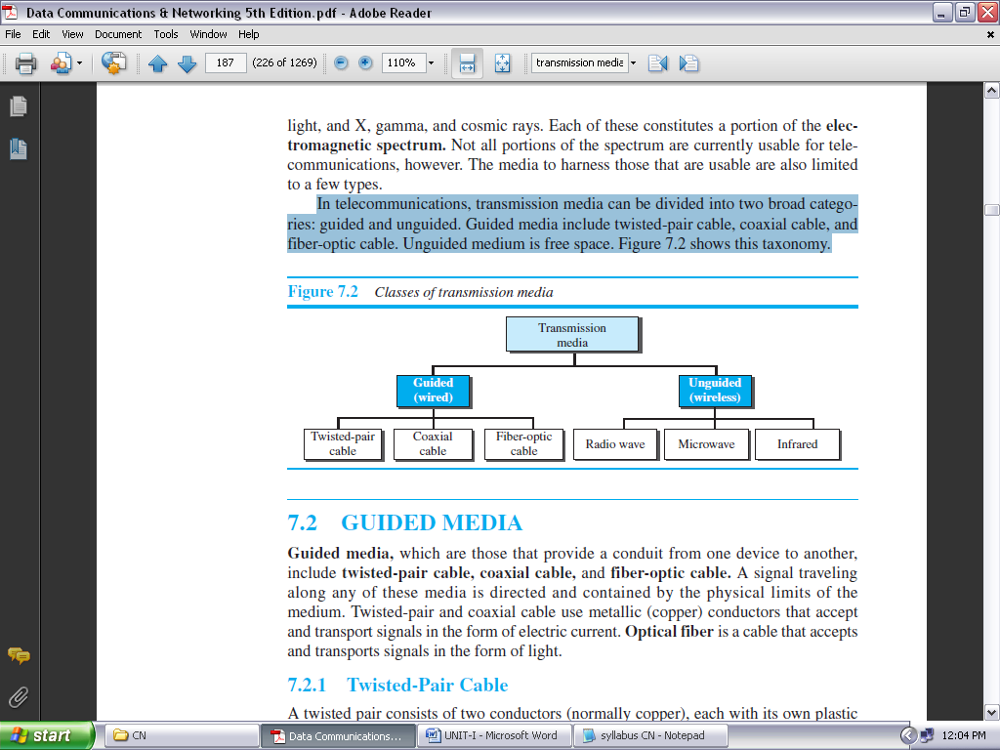 Data Communications & Networking 5th Edition.pdf - Adobe Reader
File Edit View Document Tools Window Help
187 (226 of 1269) 110% transmission media
light, and X, gamma, and cosmic rays. Each of these constitutes a portion of the elec-
tromagnetic spectrum. Not all portions of the spectrum are currently usable for tele-
communications, however. The media to harness those that are usable are also limited
to a few types.
In telecommunications, transmission media can be divided into two broad catego-
ries: guided and unguided. Guided media include twisted-pair cable, coaxial cable, and
fiber-optic cable. Unguided medium is free space. Figure 7.2 shows this taxonomy.
Figure 7.2 Classes of transmission media
Transmission
media
Guided
(wired)
Unguided
(wireless)
Twisted-pair
cable
Coaxial
cable
Fiber-optic
cable
Radio wave
Microwave
Infrared
7.2 GUIDED MEDIA
Guided media, which are those that provide a conduit from one device to another,
include twisted-pair cable, coaxial cable, and fiber-optic cable. A signal traveling
along any of these media is directed and contained by the physical limits of the
medium. Twisted-pair and coaxial cable use metallic (copper) conductors that accept
and transport signals in the form of electric current. Optical fiber is a cable that accepts
and transports signals in the form of light.
7.2.1 Twisted-Pair Cable
A twisted pair consists of two conductors (normally copper), each with its own plastic
start CN Data Communications... UNIT-I - Microsoft Word syllabus CN - Notepad 12:04 PM